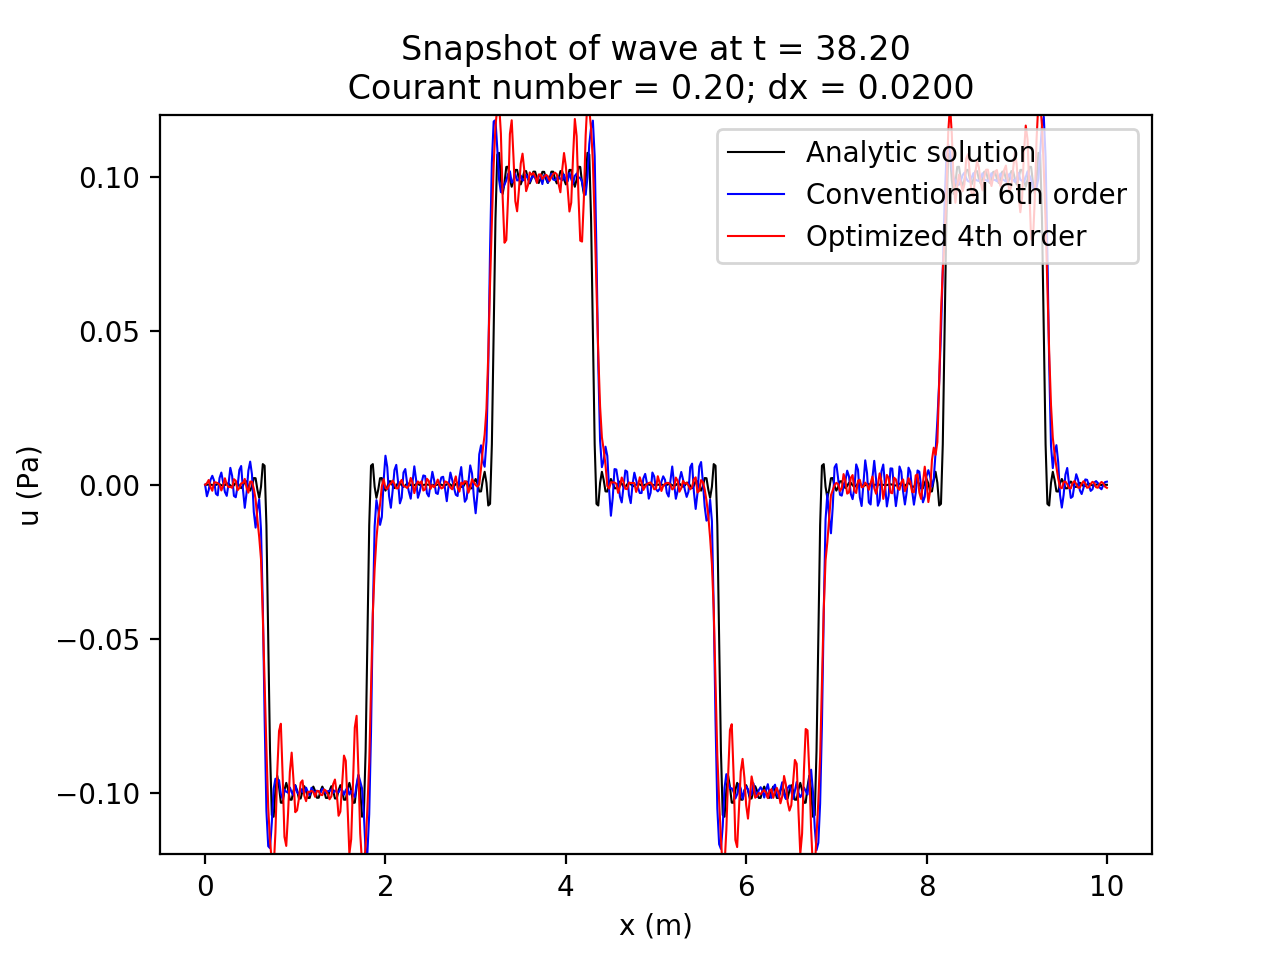 Snapshot of wave at t = 38.20
Courant number = 0.20; dx = 0.0200
Analytic solution
Conventional 6th order
Optimized 4th order
0.10
0.05
0.00
−0.05
−0.10
u (Pa)
0 2 4 6 8 10
x (m)